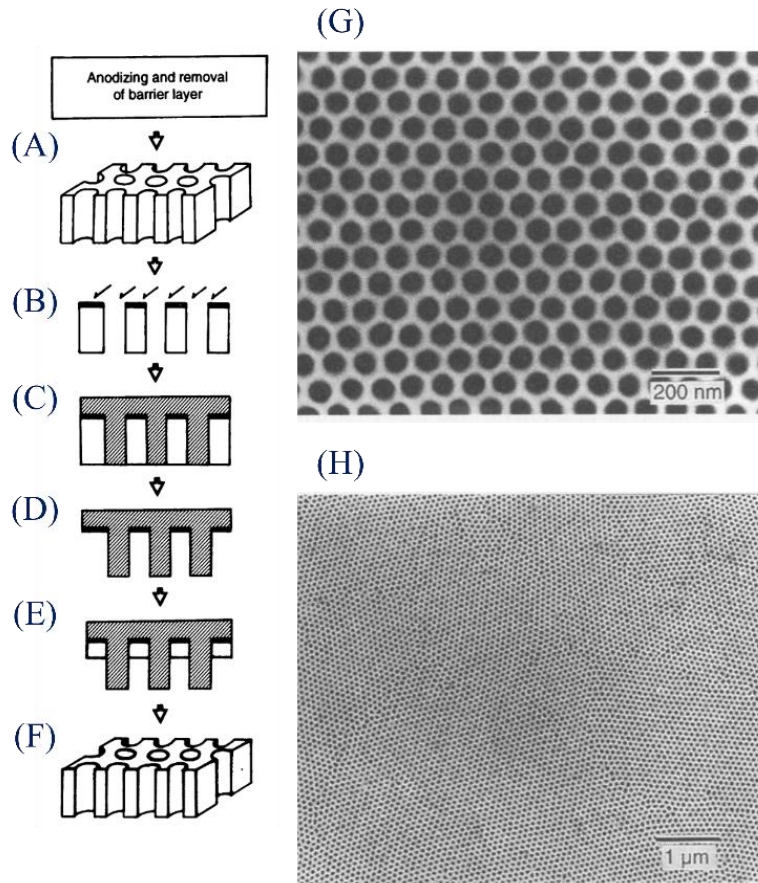 Anodizing and removal
of barrier layer
(A)
(B)
(C)
(D)
(E)
(F)
(G)
200 nm
(H)
1 µm